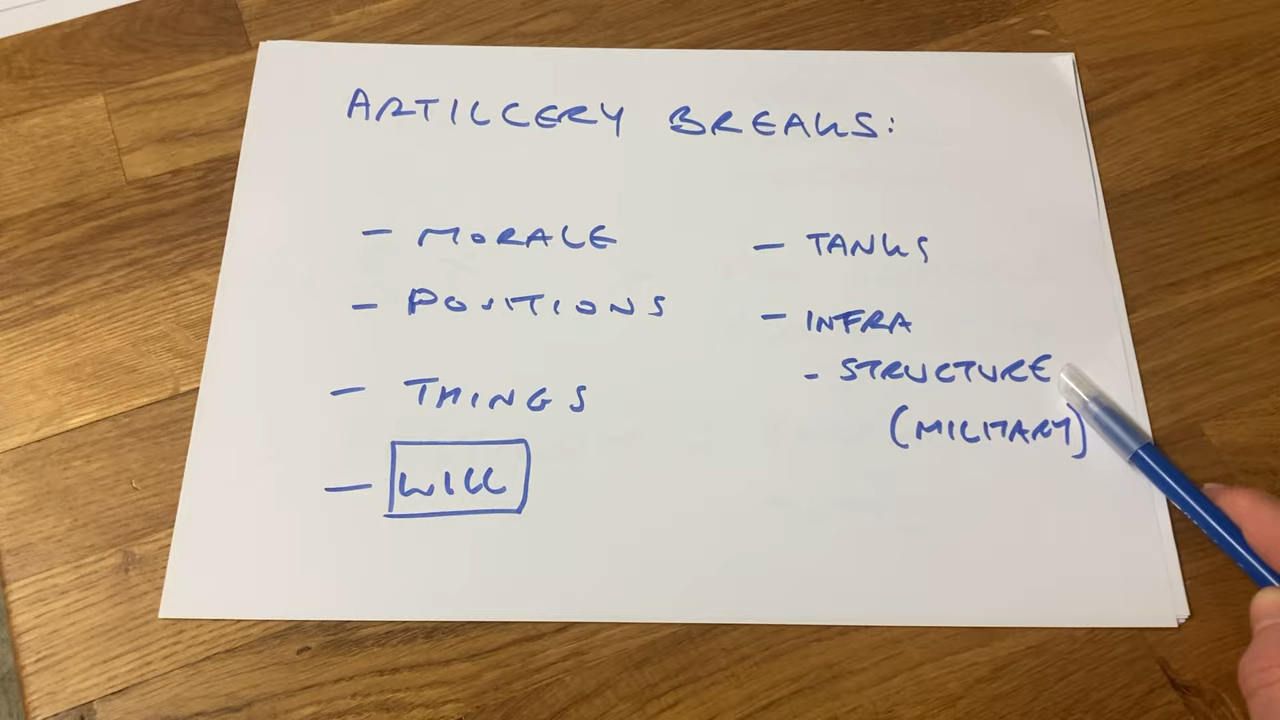 ARTILLERY BREAKS:
- MORALE
- POSITIONS
- THINGS
- WILL
- TANKS
- INFRA
- STRUCTURE
(MILITARY)